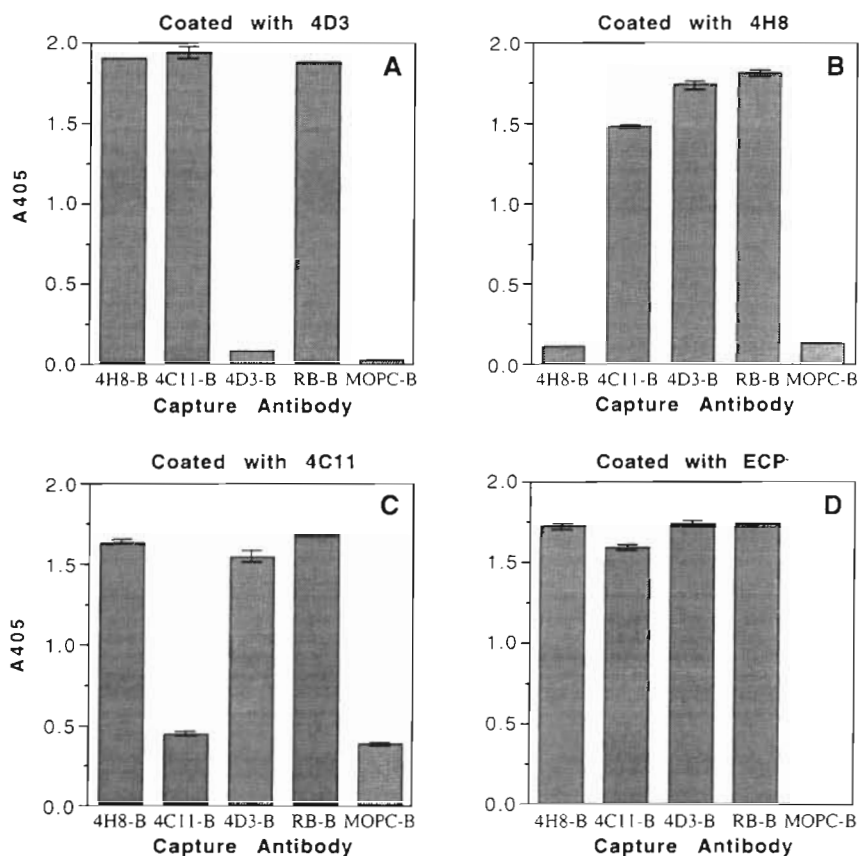 Coated with 4D3
A
2.0
1.5
1.0
0.5
0.0
A405
4H8-B 4C11-B 4D3-B RB-B MOPC-B
Capture Antibody
Coated with 4H8
B
2.0
1.5
1.0
0.5
0.0
4H8-B 4C11-B 4D3-B RB-B MOPC-B
Capture Antibody
Coated with 4C11
C
2.0
1.5
1.0
0.5
0.0
A405
4H8-B 4C11-B 4D3-B RB-B MOPC-B
Capture Antibody
Coated with ECP
D
2.0
1.5
1.0
0.5
0.0
4H8-B 4C11-B 4D3-B RB-B MOPC-B
Capture Antibody